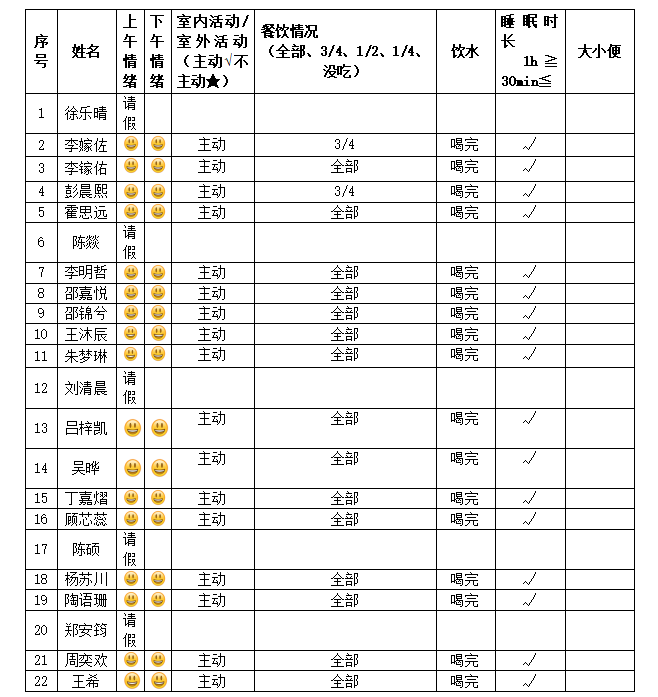 序号 姓名 上午情绪 下午情绪 室内活动/室外活动（主动√不主动★） 餐饮情况（全部、3/4、1/2、1/4、没吃） 饮水 睡眠时长 1h≧ 30min≦ 大小便
1 徐乐晴 请假
2 李嫁佑 😀 😀 主动 3/4 喝完 √
3 李镓佑 😀 😀 主动 全部 喝完 √
4 彭晨熙 😀 😀 主动 3/4 喝完 √
5 霍思远 😀 😀 主动 全部 喝完 √
6 陈燚 请假
7 李明哲 😀 😀 主动 全部 喝完 √
8 邵嘉悦 😀 😀 主动 全部 喝完 √
9 邵锦兮 😀 😀 主动 全部 喝完 √
10 王沐辰 😀 😀 主动 全部 喝完 √
11 朱梦琳 😀 😀 主动 全部 喝完 √
12 刘清晨 请假
13 吕梓凯 😀 😀 主动 全部 喝完 √
14 吴晔 😀 😀 主动 全部 喝完 √
15 丁嘉熠 😀 😀 主动 全部 喝完 √
16 顾芯蕊 😀 😀 主动 全部 喝完 √
17 陈硕 请假
18 杨苏川 😀 😀 主动 全部 喝完 √
19 陶语珊 😀 😀 主动 全部 喝完 √
20 郑安筠 请假
21 周奕欢 😀 😀 主动 全部 喝完 √
22 王希 😀 😀 主动 全部 喝完 √